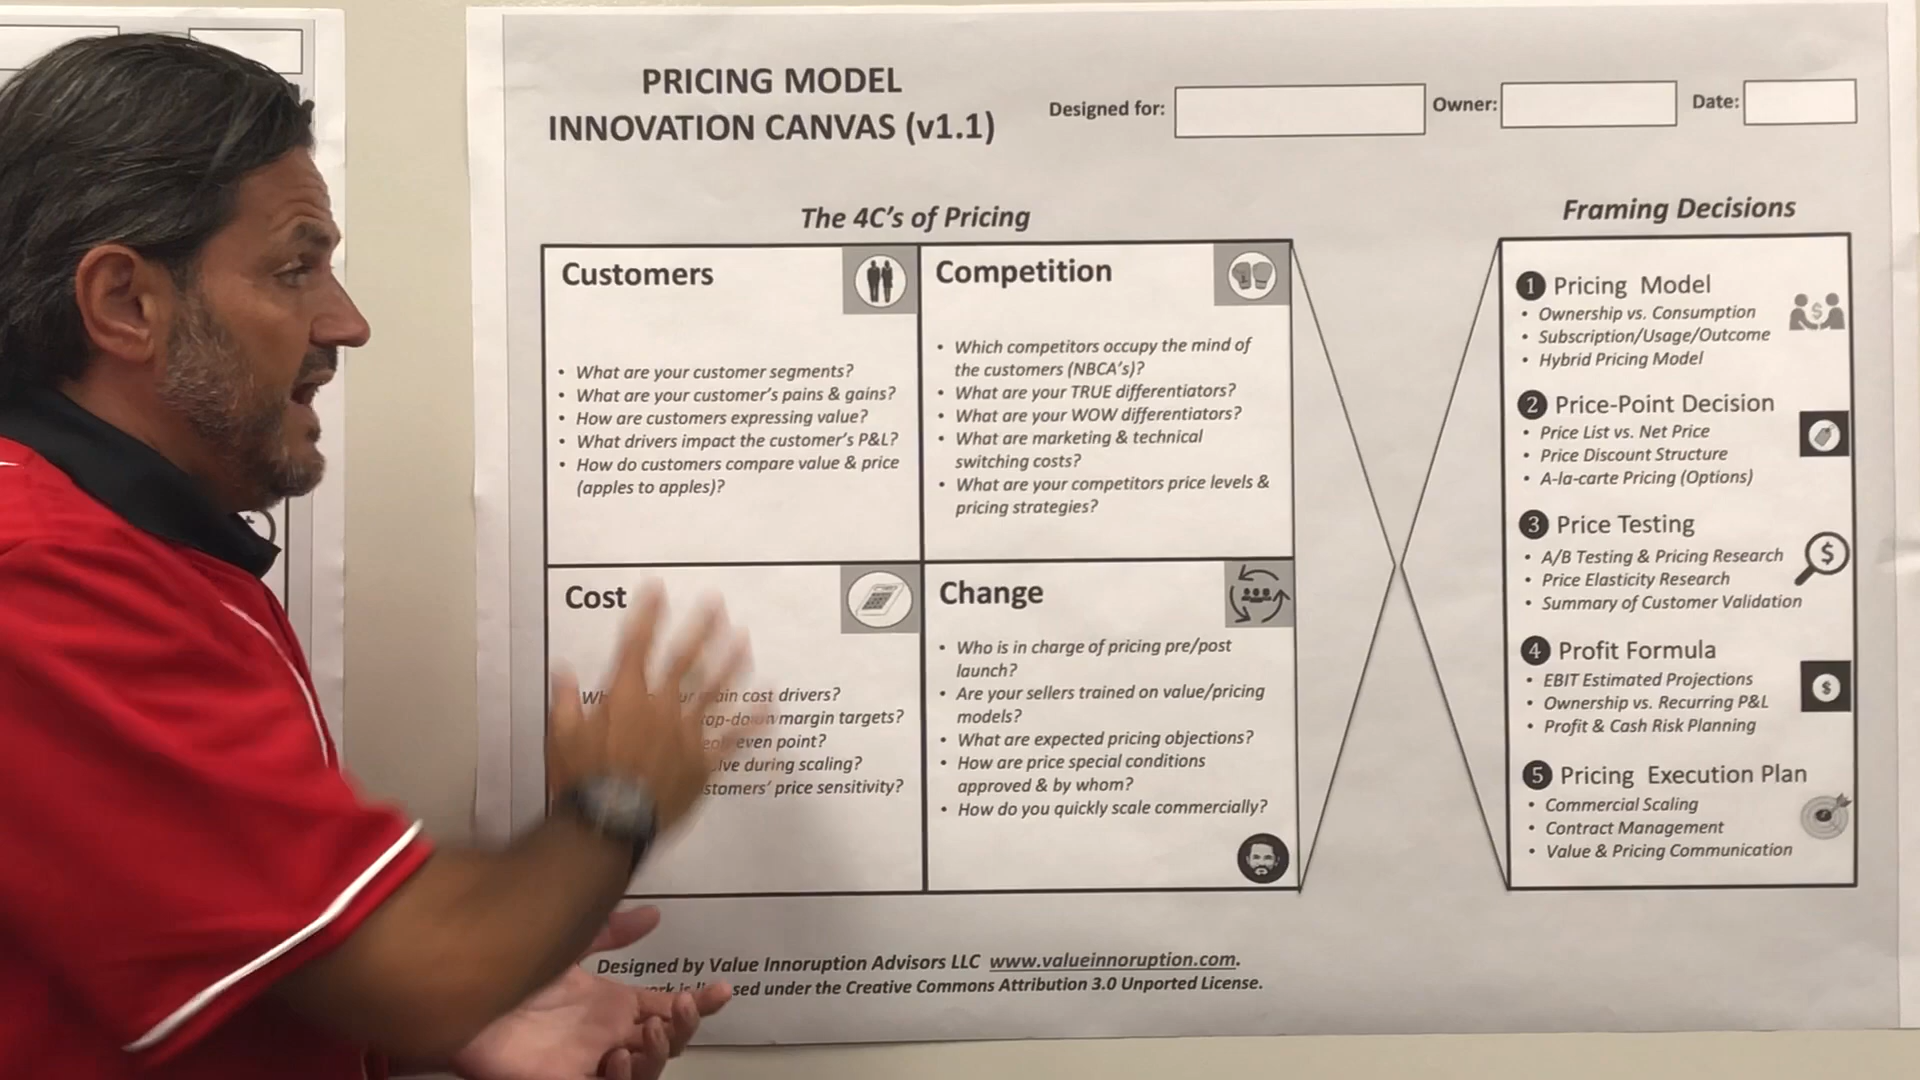 PRICING MODEL
INNOVATION CANVAS (v1.1)
Designed for:
Owner:
Date:
The 4C's of Pricing
Framing Decisions
Customers
• What are your customer segments?
• What are your customer's pains & gains?
• How are customers expressing value?
• What drivers impact the customer's P&L?
• How do customers compare value & price
(apples to apples)?
Competition
• Which competitors occupy the mind of
the customers (NBCA's)?
• What are your TRUE differentiators?
• What are your WOW differentiators?
• What are marketing & technical
switching costs?
• What are your competitors price levels &
pricing strategies?
Cost
cost drivers?
margin targets?
even point?
during scaling?
price sensitivity?
Change
• Who is in charge of pricing pre/post
launch?
• Are your sellers trained on value/pricing
models?
• What are expected pricing objections?
• How are price special conditions
approved & by whom?
• How do you quickly scale commercially?
1 Pricing Model
• Ownership vs. Consumption
• Subscription/Usage/Outcome
• Hybrid Pricing Model
2 Price-Point Decision
• Price List vs. Net Price
• Price Discount Structure
• A-la-carte Pricing (Options)
3 Price Testing
• A/B Testing & Pricing Research
• Price Elasticity Research
• Summary of Customer Validation
4 Profit Formula
• EBIT Estimated Projections
• Ownership vs. Recurring P&L
• Profit & Cash Risk Planning
5 Pricing Execution Plan
• Commercial Scaling
• Contract Management
• Value & Pricing Communication
Designed by Value Innoruption Advisors LLC www.valueinnoruption.com.
under the Creative Commons Attribution 3.0 Unported License.